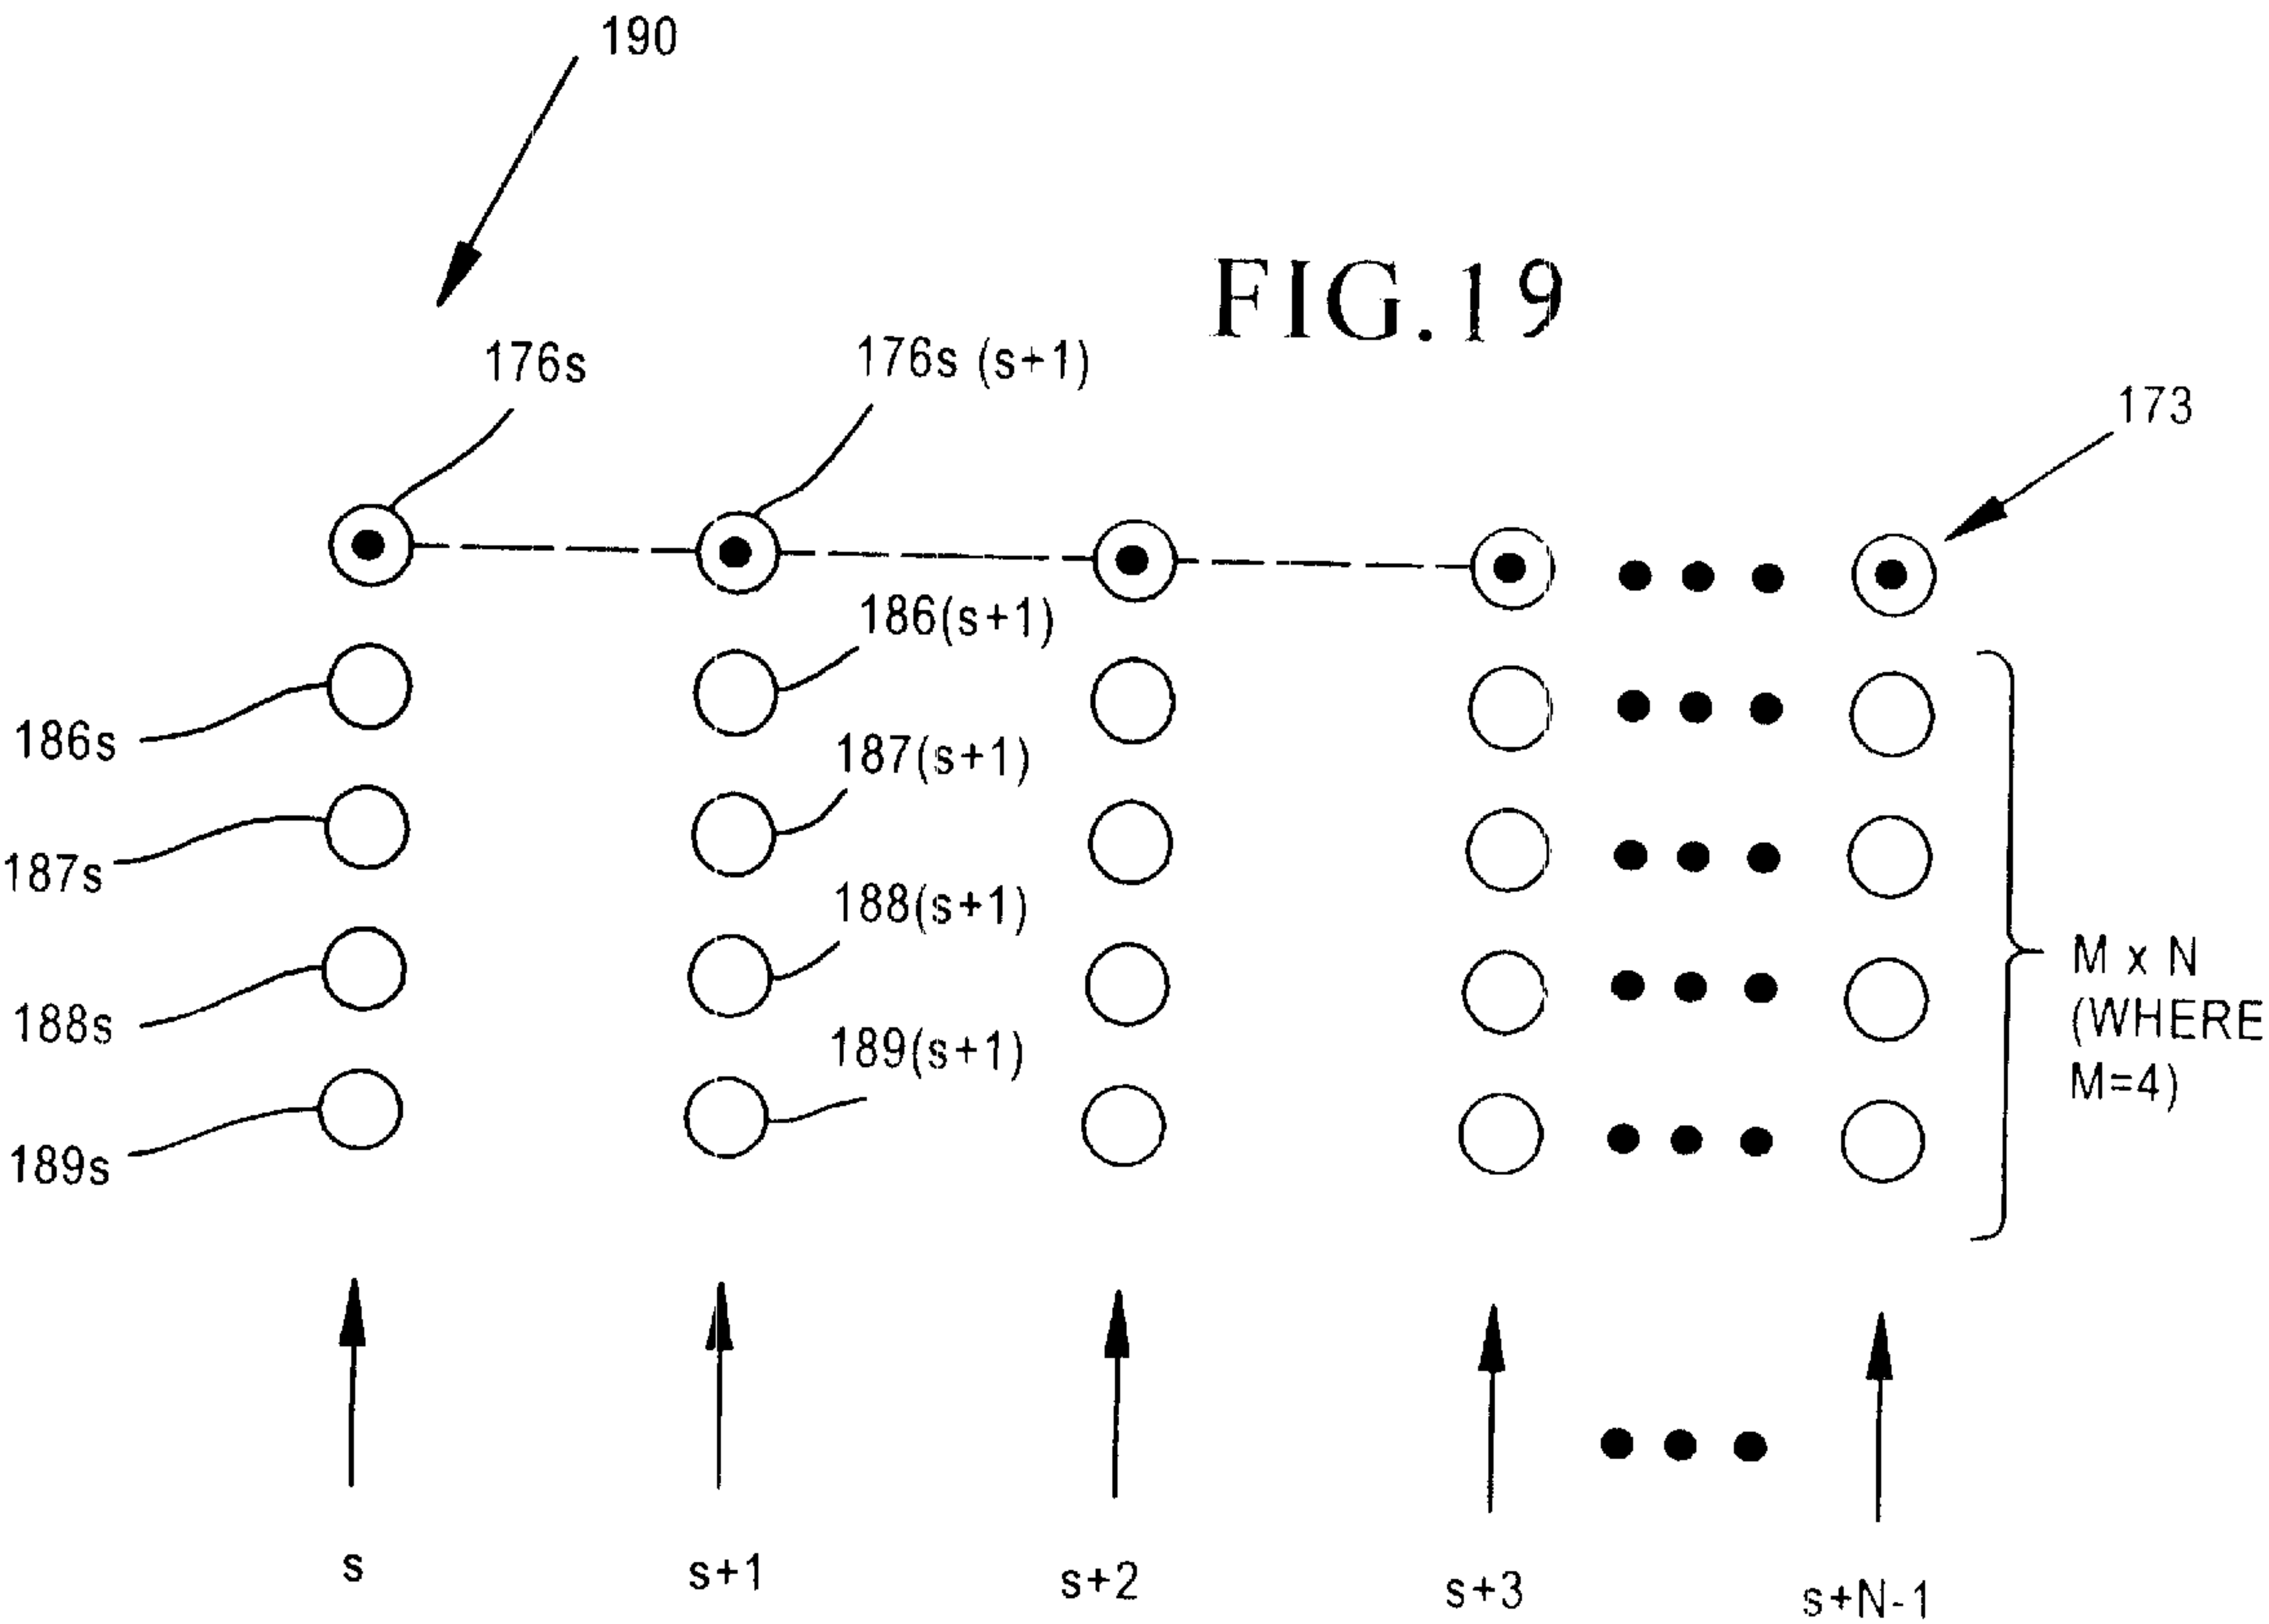 190
FIG.19
176s
176s (s+1)
173
186(s+1)
186s
187(s+1)
187s
188(s+1)
188s
189(s+1)
189s
M x N
(WHERE
M=4)
s
s+1
s+2
s+3
s+N-1